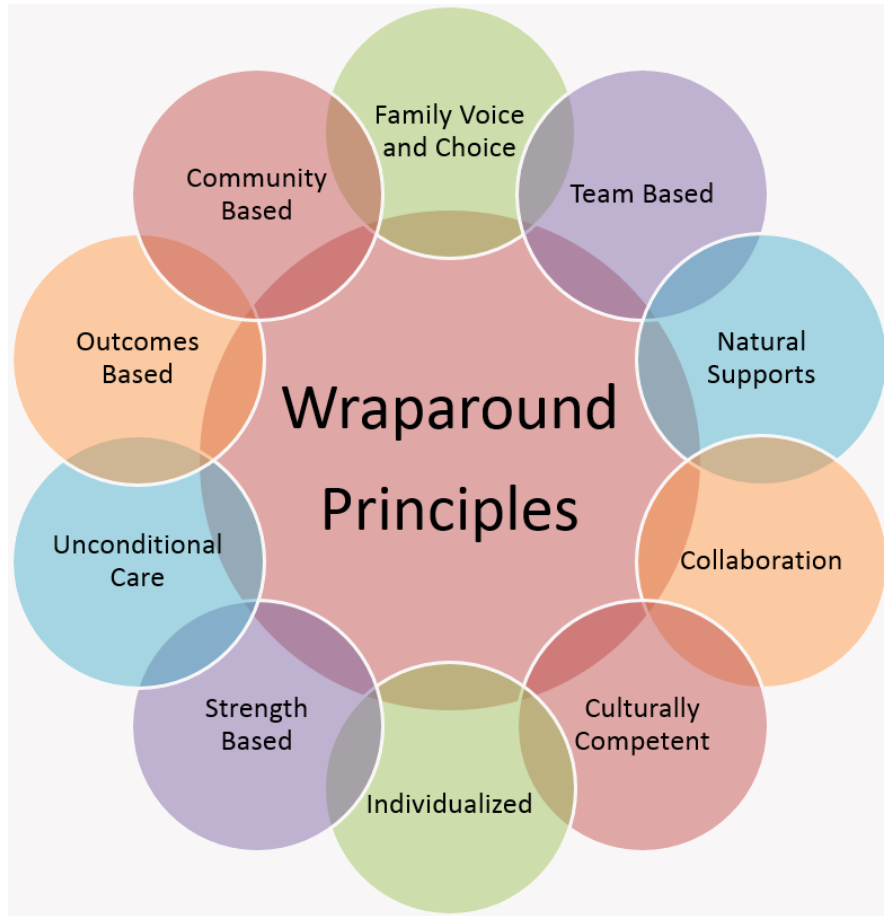 Family Voice
and Choice
Team Based
Natural
Supports
Collaboration
Culturally
Competent
Individualized
Strength
Based
Unconditional
Care
Outcomes
Based
Community
Based
Wraparound
Principles